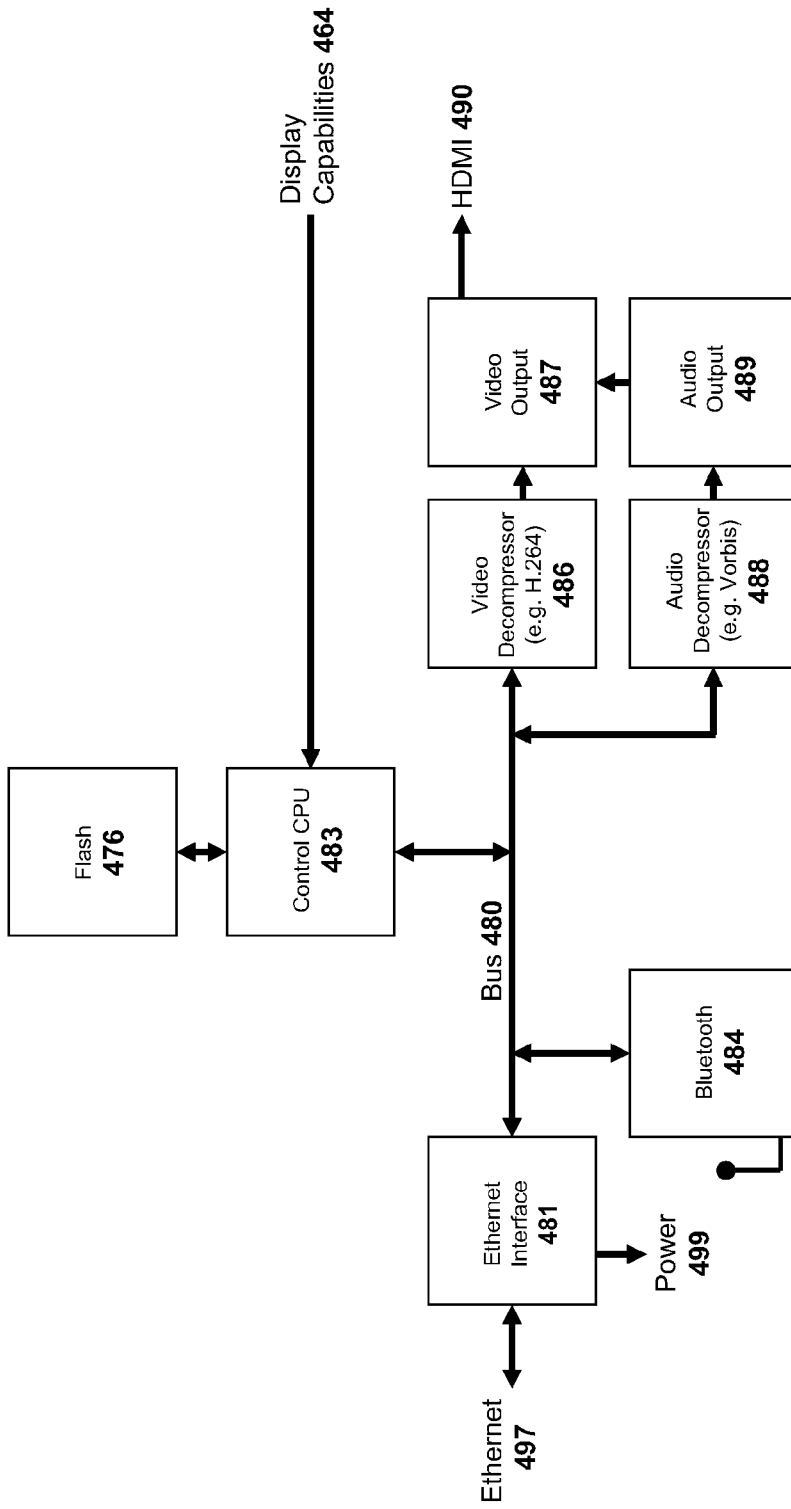 Flash
476
Control CPU
483
Display
Capabilities 464
Ethernet
497
Ethernet
Interface
481
Power
499
Bus 480
Bluetooth
484
Video
Decompressor
(e.g. H.264)
486
Video
Output
487
HDMI 490
Audio
Decompressor
(e.g. Vorbis)
488
Audio
Output
489